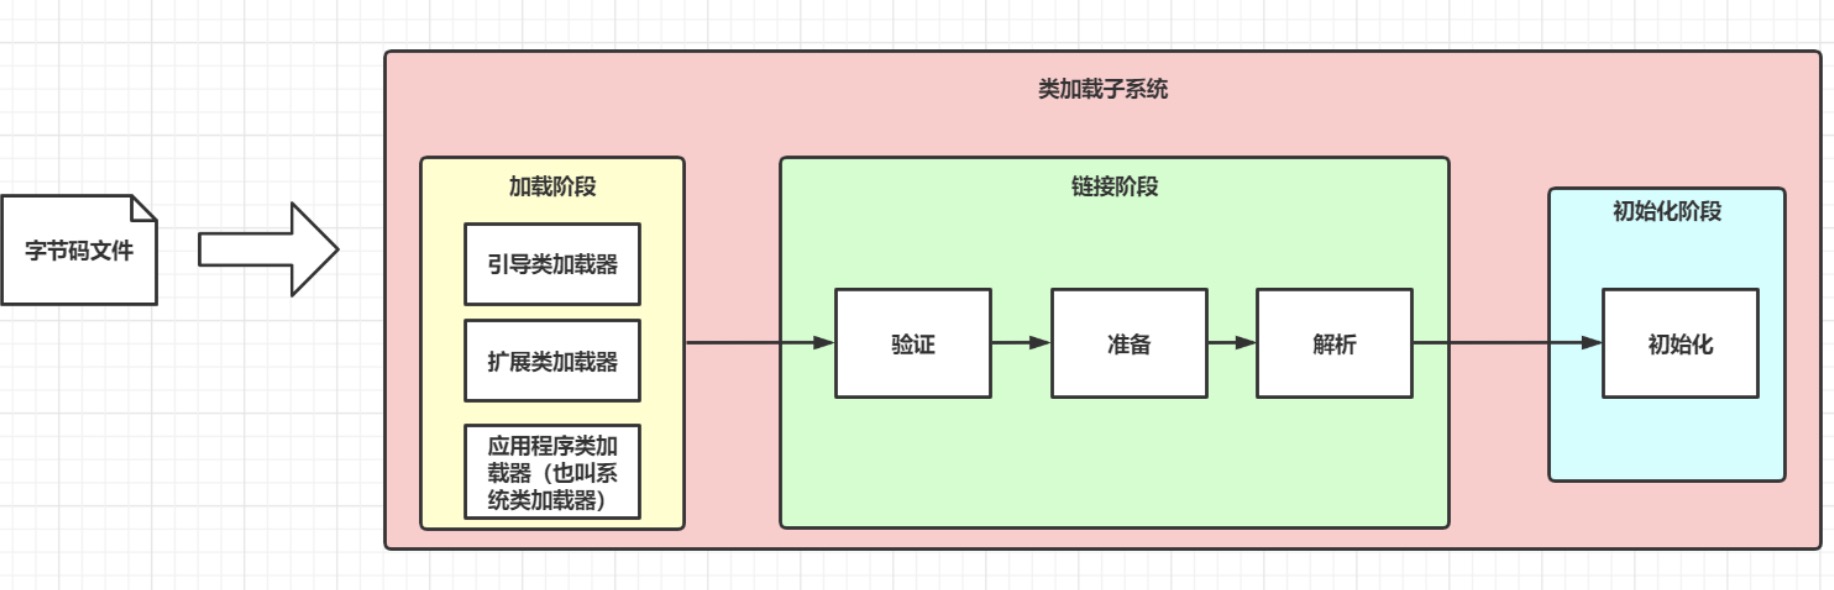 类加载子系统
字节码文件
加载阶段
引导类加载器
扩展类加载器
应用程序类加
载器（也叫系
统类加载器）
链接阶段
验证
准备
解析
初始化阶段
初始化